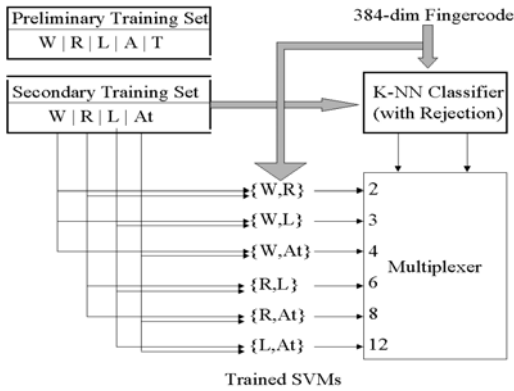 Preliminary Training Set
W | R | L | A | T
384-dim Fingercode
Secondary Training Set
W | R | L | At
K-NN Classifier
(with Rejection)
{W,R} 2
{W,L} 3
{W,At} 4
Multiplexer
{R,L} 6
{R,At} 8
{L,At} 12
Trained SVMs